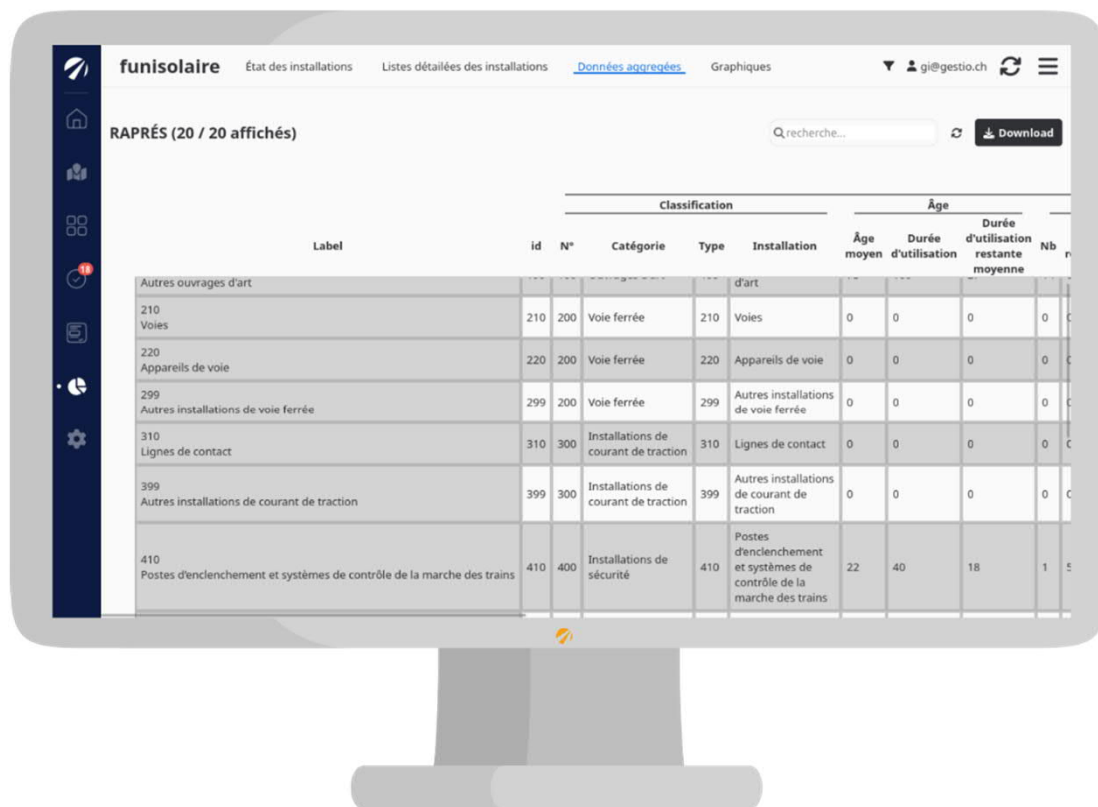 funisolaire État des installations Listes détailées des installations Données aggregées Graphiques gi@gestio.ch
RAPRÉS (20 / 20 affichés) recherche... Download
Classification Âge
Label id N° Catégorie Type Installation Âge moyen Durée d'utilisation Durée d'utilisation restante moyenne Nb
Autres ouvrages d'art d'art
210
Voies 210 200 Voie ferrée 210 Voies 0 0 0 0
220
Appareils de voie 220 200 Voie ferrée 220 Appareils de voie 0 0 0 0
18
299
Autres installations de voie ferrée 299 200 Voie ferrée 299 Autres installations de voie ferrée 0 0 0 0
310
Lignes de contact 310 300 Installations de courant de traction 310 Lignes de contact 0 0 0 0
399
Autres installations de courant de traction 399 300 Installations de courant de traction 399 Autres installations de courant de traction 0 0 0 0
410
Postes d'enclenchement et systèmes de contrôle de la marche des trains 410 400 Installations de sécurité 410 Postes d'enclenchement et systèmes de contrôle de la marche des trains 22 40 18 1